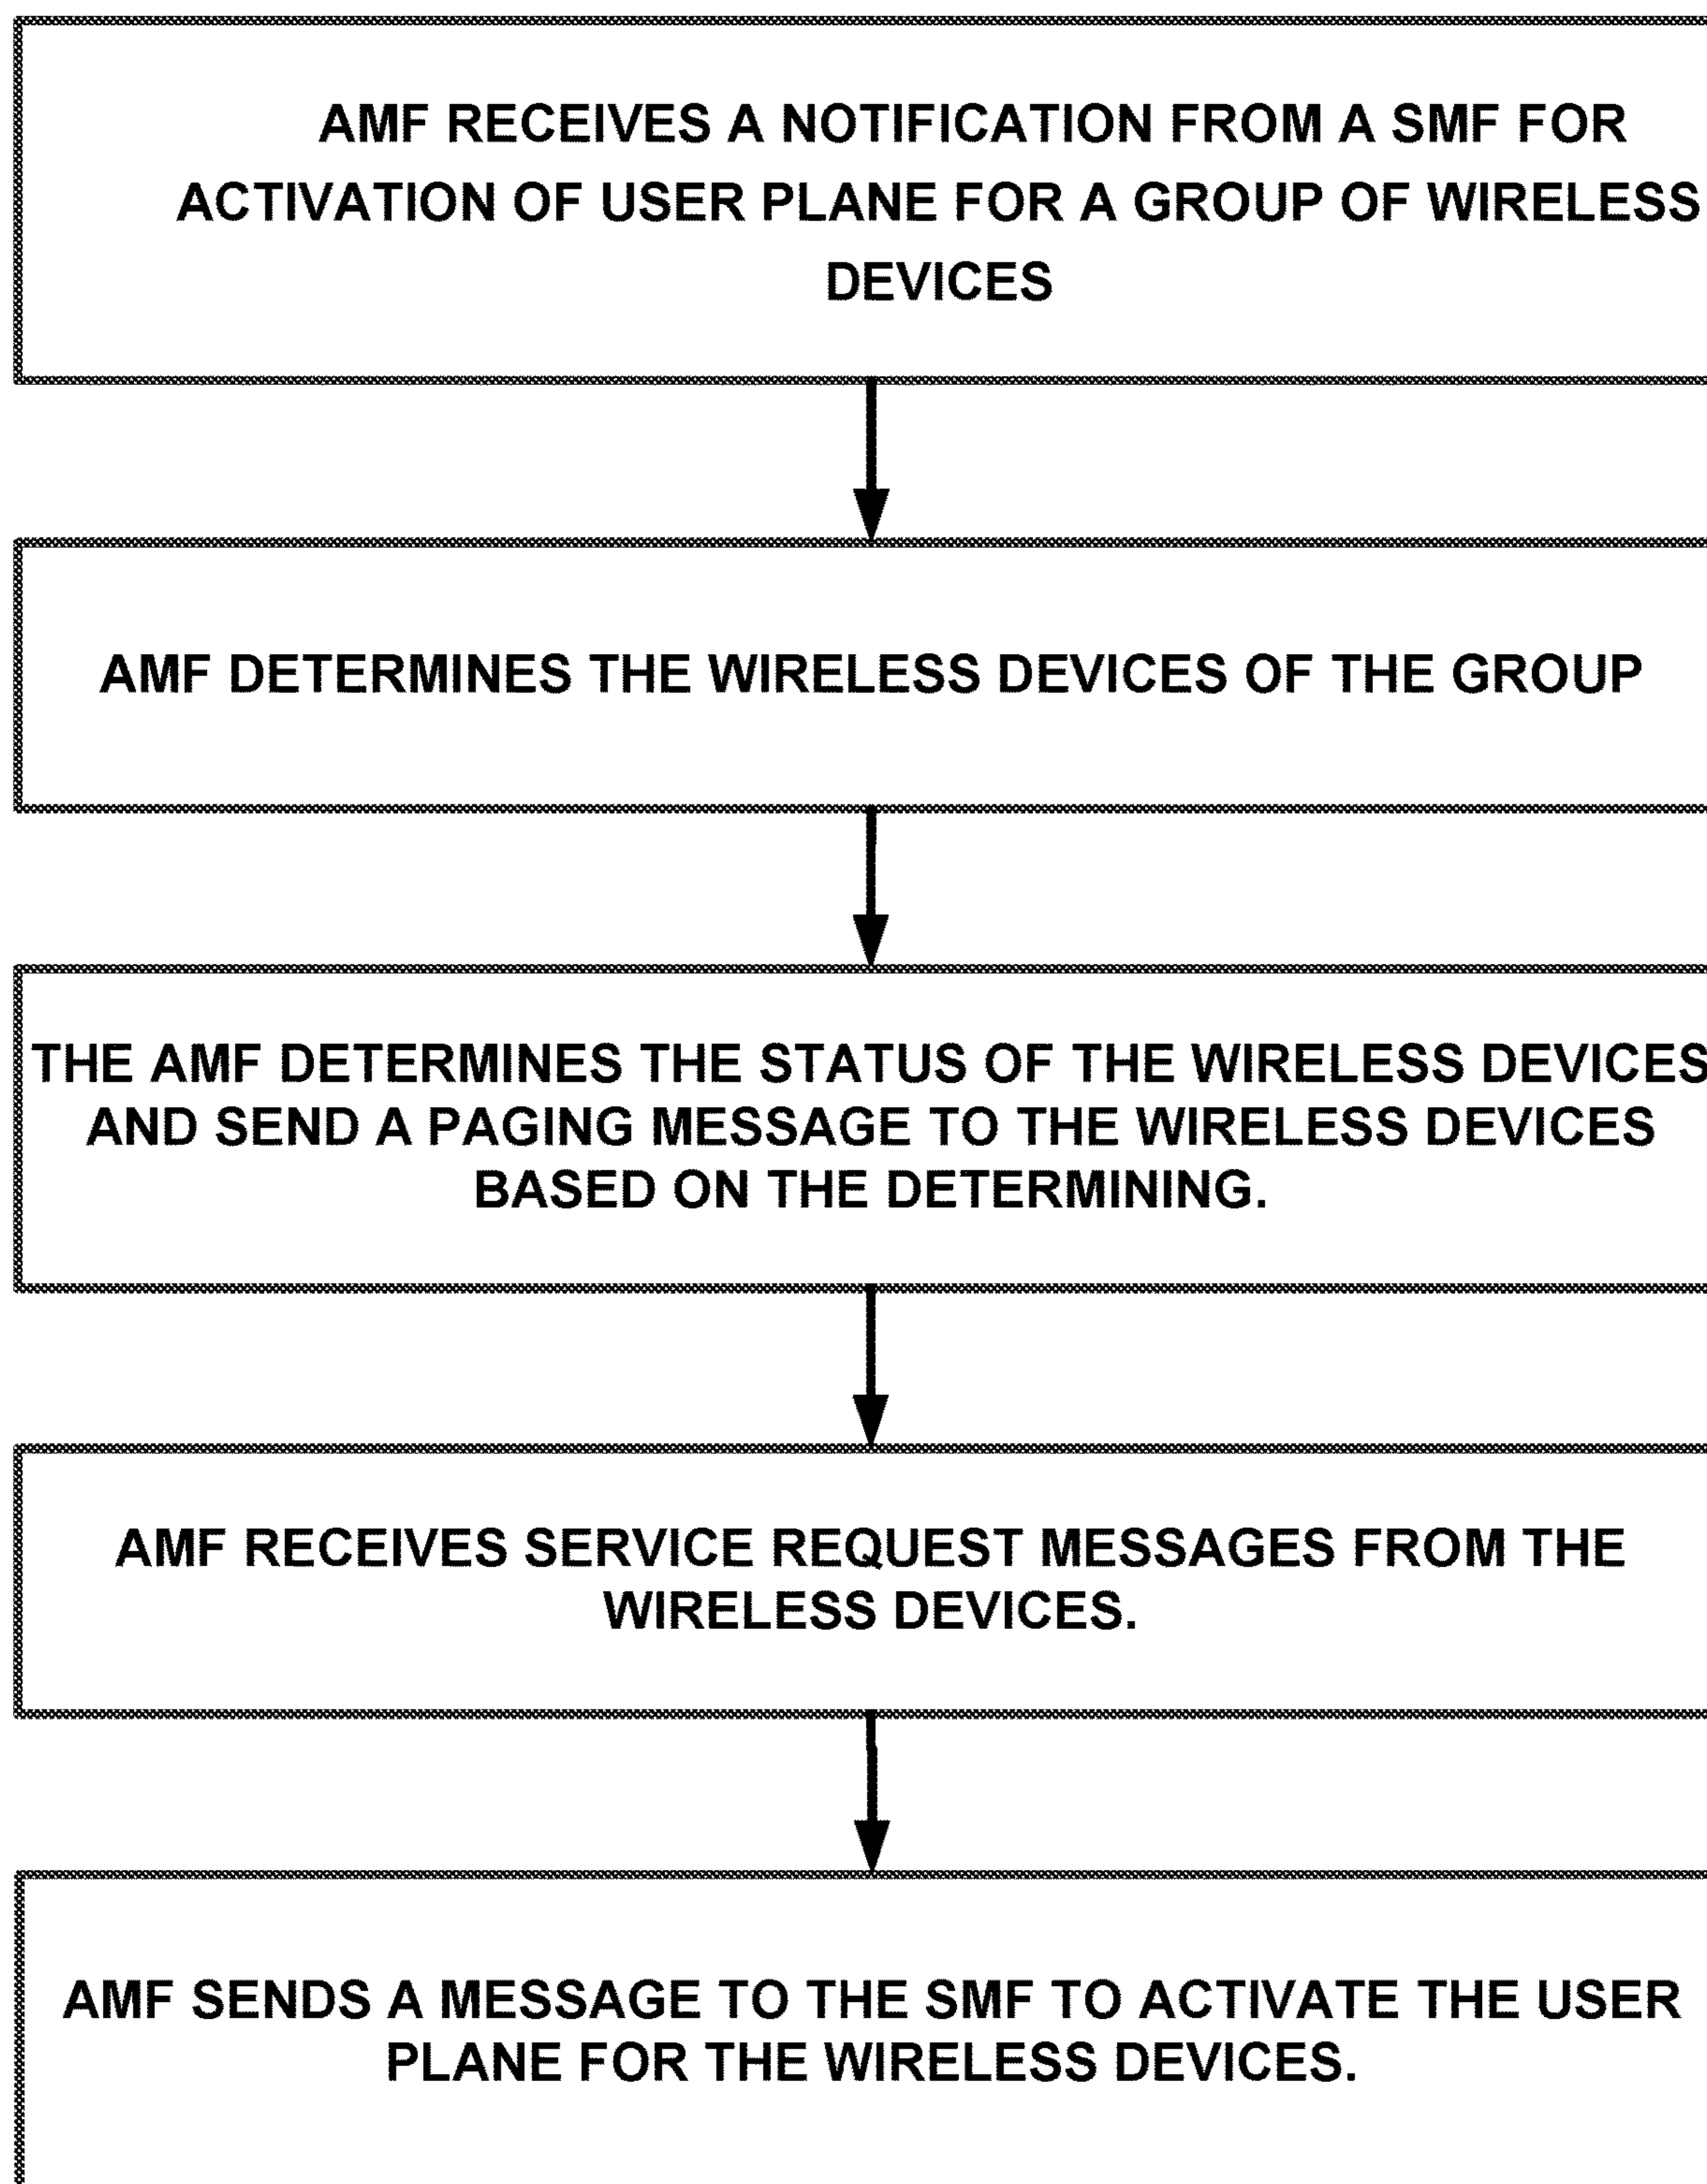 AMF RECEIVES A NOTIFICATION FROM A SMF FOR
ACTIVATION OF USER PLANE FOR A GROUP OF WIRELESS
DEVICES
AMF DETERMINES THE WIRELESS DEVICES OF THE GROUP
THE AMF DETERMINES THE STATUS OF THE WIRELESS DEVICES
AND SEND A PAGING MESSAGE TO THE WIRELESS DEVICES
BASED ON THE DETERMINING.
AMF RECEIVES SERVICE REQUEST MESSAGES FROM THE
WIRELESS DEVICES.
AMF SENDS A MESSAGE TO THE SMF TO ACTIVATE THE USER
PLANE FOR THE WIRELESS DEVICES.